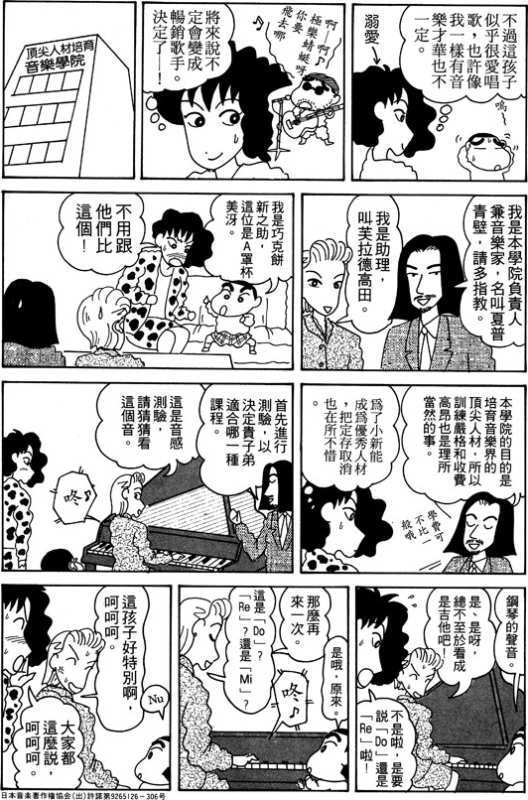 不過這孩子
似乎很愛唱
歌，也許像
我一樣有音
樂才華也不
一定。
嗚—
溺愛
啊—啊—
極樂蜻蜓呀
你要
飛去哪
將來說不
定會變成
暢銷歌手。
決定了——！
頂尖人材培育
音樂學院
我是本學院負責人
兼音樂家，名叫夏普
青壁，請多指教。
我是助理，
叫芙拉德高田。
我是巧克餅
新之助，
這位是A罩杯
美冴。
不用跟
他們比
這個！
本學院的目的是
培育音樂界的
頂尖人材，所以
訓練嚴格和收費
高昂也是理所
當然的事。
學費可
不比一
般哦
為了小新能
成為優秀人材
，把定存取消
也在所不惜
首先進行
測驗，以
決定貴子弟
適合哪一種
課程。
這是音感
測驗，
請猜猜看
這個音。
咚♪
鋼琴的聲音。
是、是呀，
總不至於看成
是吉他吧！
不是啦，是要
說「Do」還是
「Re」啦！
是哦，原來。
那麼再
來一次。
咚♪
這是「Do」？
「Re」？還是
「Mi」？
Nu
這孩子好特別啊，
呵呵呵。
大家都
這麼說，
呵呵呵。
日本音楽著作権協会(出)許諾第9265126－306号